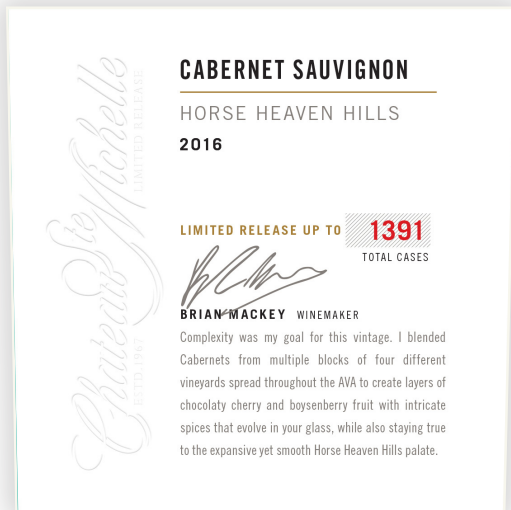 CABERNET SAUVIGNON
HORSE HEAVEN HILLS
2016
Chateau Ste Michelle
LIMITED RELEASE
ESTD. 1967
LIMITED RELEASE UP TO 1391
TOTAL CASES
BRIAN MACKEY WINEMAKER
Complexity was my goal for this vintage. I blended
Cabernets from multiple blocks of four different
vineyards spread throughout the AVA to create layers of
chocolaty cherry and boysenberry fruit with intricate
spices that evolve in your glass, while also staying true
to the expansive yet smooth Horse Heaven Hills palate.